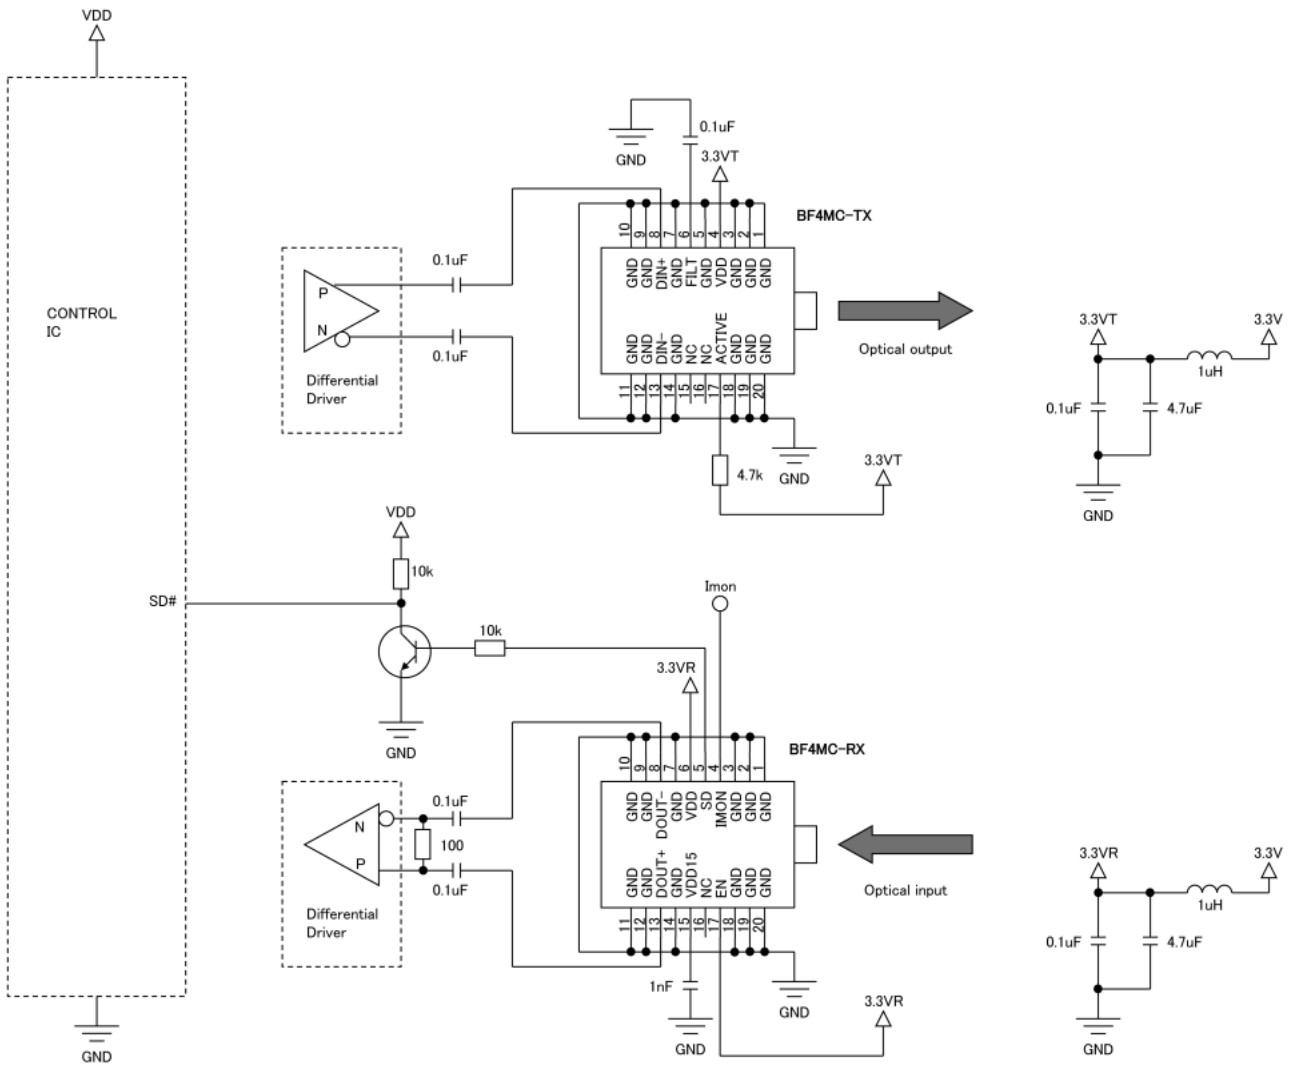 VDD
CONTROL
IC
SD#
GND
P
N
Differential
Driver
0.1uF
0.1uF
GND
0.1uF
3.3VT
BF4MC-TX
10
9
8
7
6
5
4
3
2
1
GND
GND
DIN+
GND
FILT
GND
VDD
GND
GND
GND
GND
GND
DIN-
GND
NC
NC
ACTIVE
GND
GND
GND
11
12
13
14
15
16
17
18
19
20
GND
4.7k
3.3VT
Optical output
3.3VT
3.3V
1uH
0.1uF
4.7uF
GND
VDD
10k
10k
GND
Imon
3.3VR
BF4MC-RX
10
9
8
7
6
5
4
3
2
1
GND
GND
DOUT-
GND
VDD
SD
IMON
GND
GND
GND
GND
GND
DOUT+
GND
VDD15
NC
EN
GND
GND
GND
11
12
13
14
15
16
17
18
19
20
N
P
0.1uF
100
0.1uF
Differential
Driver
1nF
GND
GND
3.3VR
Optical input
3.3VR
3.3V
1uH
0.1uF
4.7uF
GND